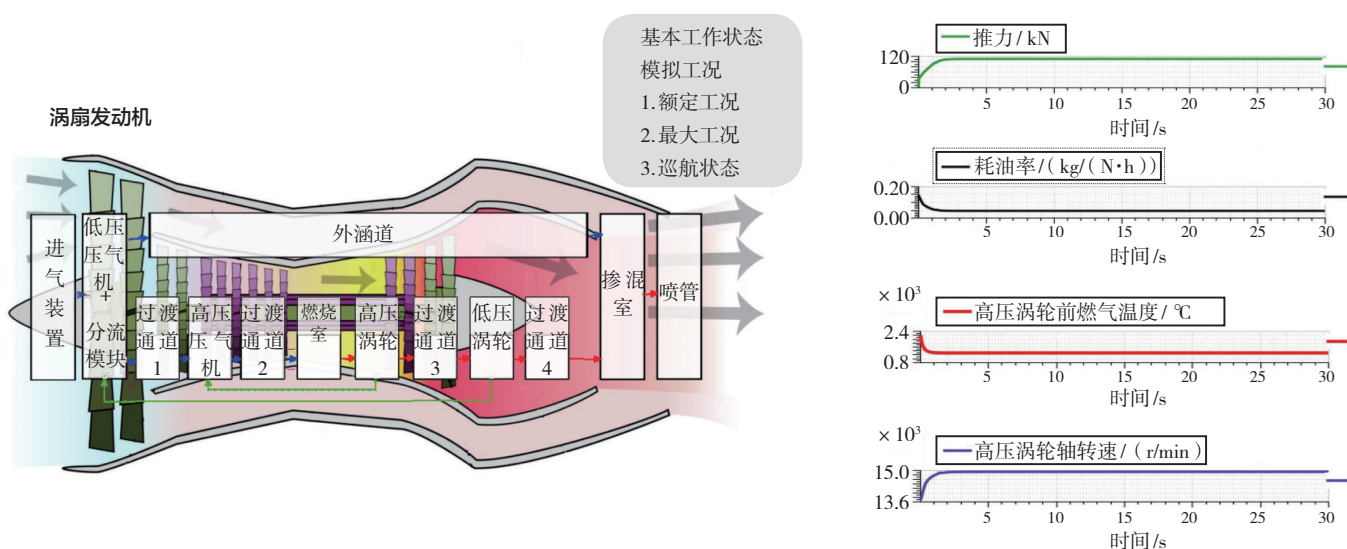 基本工作状态
模拟工况
1.额定工况
2.最大工况
3.巡航状态
涡扇发动机
进
气
装
置
低压
压气
机
+
分流
模块
外涵道
过渡
通道
1
高压
压气
机
过渡
通道
2
燃烧
室
高压
涡轮
过渡
通道
3
低压
涡轮
过渡
通道
4
掺混
室
喷管
推力/ kN
120
0
5 10 15 20 25 30
时间/s
耗油率/(kg/(N·h))
0.20
0.00
5 10 15 20 25 30
时间/s
× 10³
高压涡轮前燃气温度/ ℃
2.4
0.8
5 10 15 20 25 30
时间/s
× 10³
高压涡轮轴转速/(r/min)
15.0
13.6
5 10 15 20 25 30
时间/s